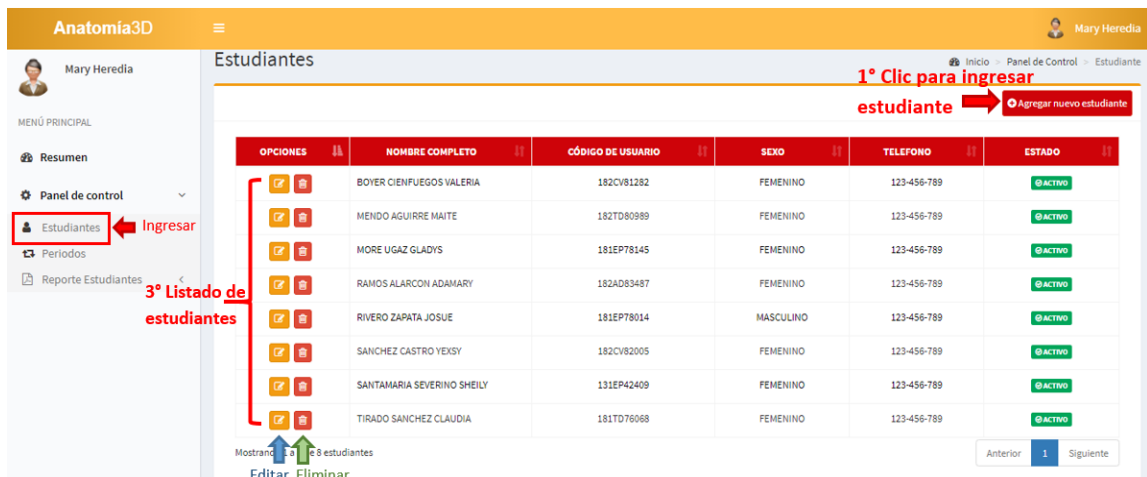 Anatomía3D
Mary Heredia
Mary Heredia
Estudiantes
Inicio > Panel de Control > Estudiante
1° Clic para ingresar
estudiante
Agregar nuevo estudiante
MENÚ PRINCIPAL
Resumen
Panel de control
Estudiantes
Ingresar
Periodos
Reporte Estudiantes
3° Listado de
estudiantes
OPCIONES NOMBRE COMPLETO CÓDIGO DE USUARIO SEXO TELEFONO ESTADO
BOYER CIENFUEGOS VALERIA 182CV81282 FEMENINO 123-456-789 ACTIVO
MENDO AGUIRRE MAITE 182TD80989 FEMENINO 123-456-789 ACTIVO
MORE UGAZ GLADYS 181EP78145 FEMENINO 123-456-789 ACTIVO
RAMOS ALARCON ADAMARY 182AD83487 FEMENINO 123-456-789 ACTIVO
RIVERO ZAPATA JOSUE 181EP78014 MASCULINO 123-456-789 ACTIVO
SANCHEZ CASTRO YEXSY 182CV82005 FEMENINO 123-456-789 ACTIVO
SANTAMARIA SEVERINO SHEILY 131EP42409 FEMENINO 123-456-789 ACTIVO
TIRADO SANCHEZ CLAUDIA 181TD76068 FEMENINO 123-456-789 ACTIVO
1 a 8 estudiantes
Anterior 1 Siguiente
Editar Eliminar